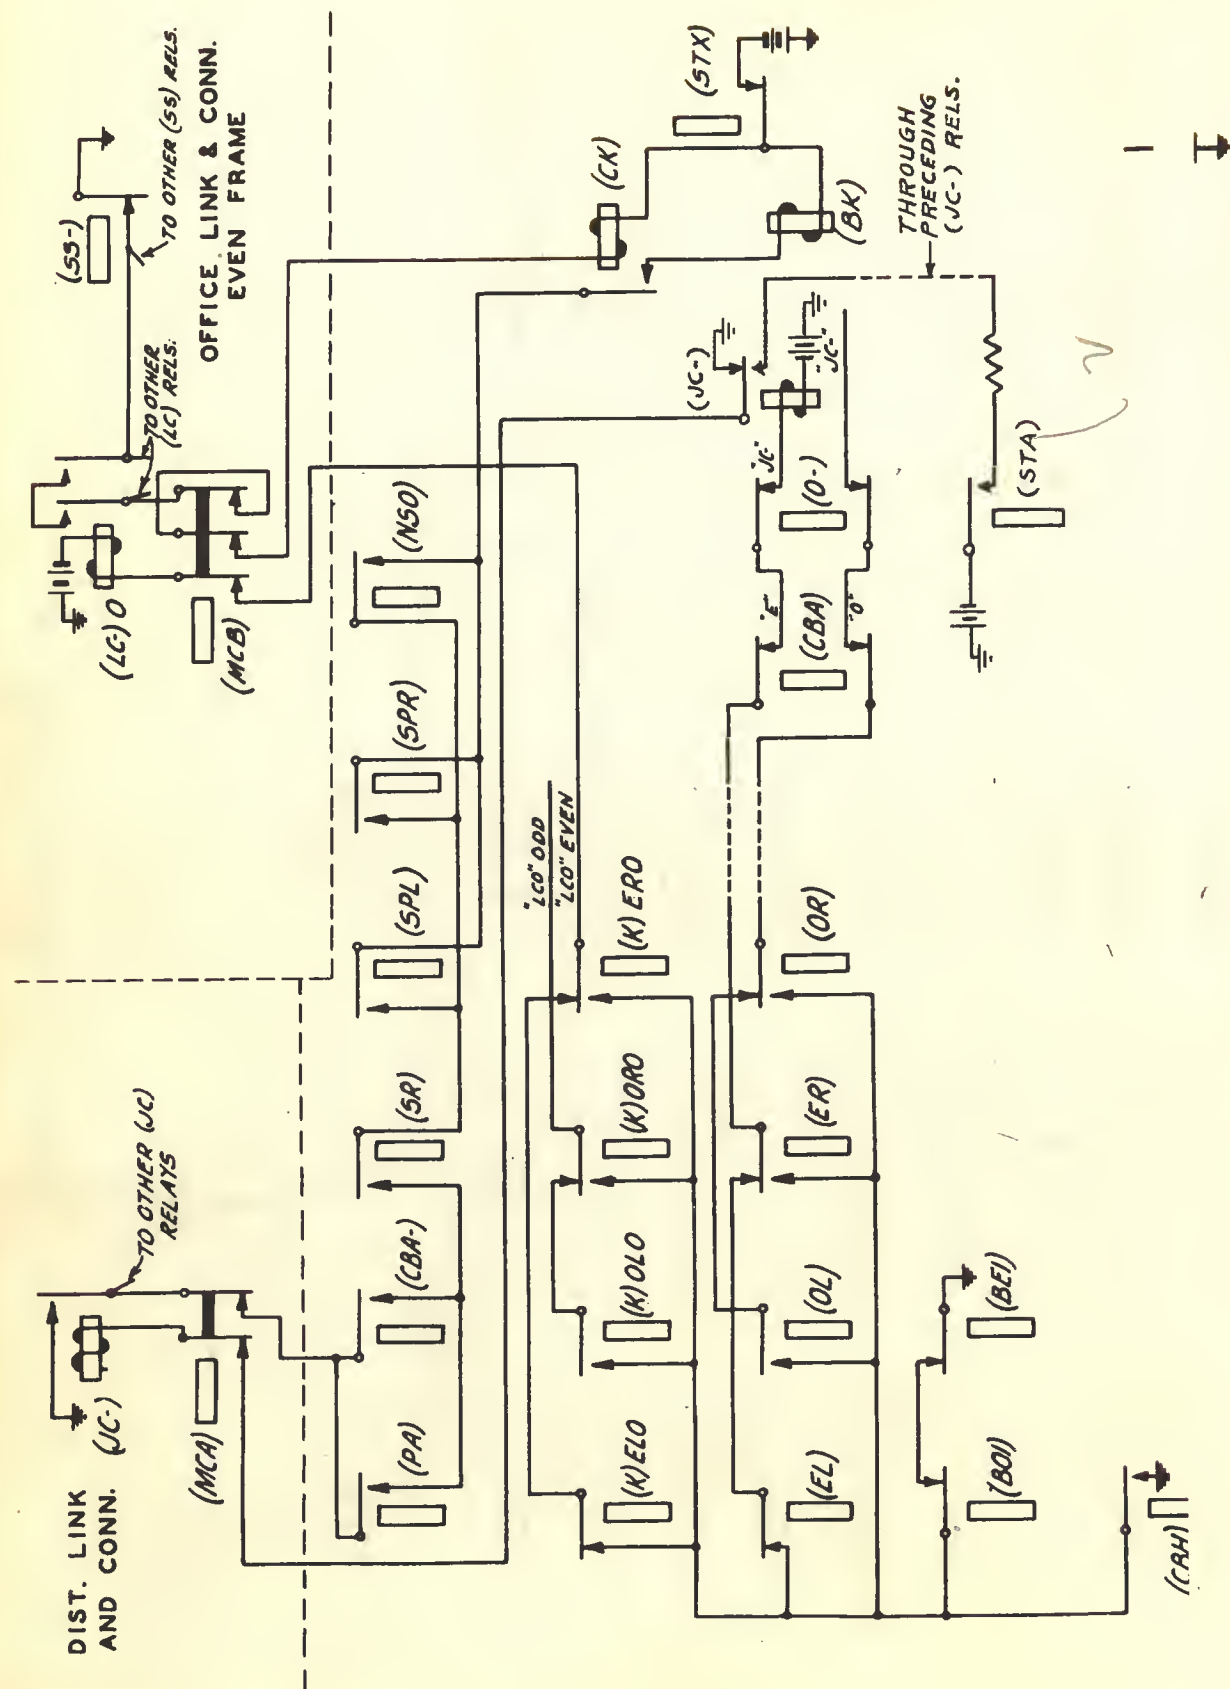 DIST. LINK
AND CONN.
(JC-)
TO OTHER (JC)
RELAYS
(MCA)
(SS-)
TO OTHER (SS) RELS.
OFFICE LINK & CONN.
EVEN FRAME
TO OTHER
(LC) RELS.
(LC-) O
(MCB)
(PA)
(CBA-)
(SR)
(SPL)
(SPR)
(NSO)
(CK)
(STX)
(BK)
"LCO" ODD
"LCO" EVEN
(K) ELO
(K) OLO
(K) ORO
(K) ERO
(JC-)
THROUGH
PRECEDING
(JC-) RELS.
"JC-"
"JC-"
(O-)
"E"
"O"
(CBA)
(STA)
(EL)
(OL)
(ER)
(OR)
(BOI)
(BEI)
(CRH)